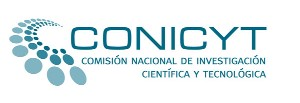 CONICYT
COMISIÓN NACIONAL DE INVESTIGACIÓN
CIENTÍFICA Y TECNOLÓGICA